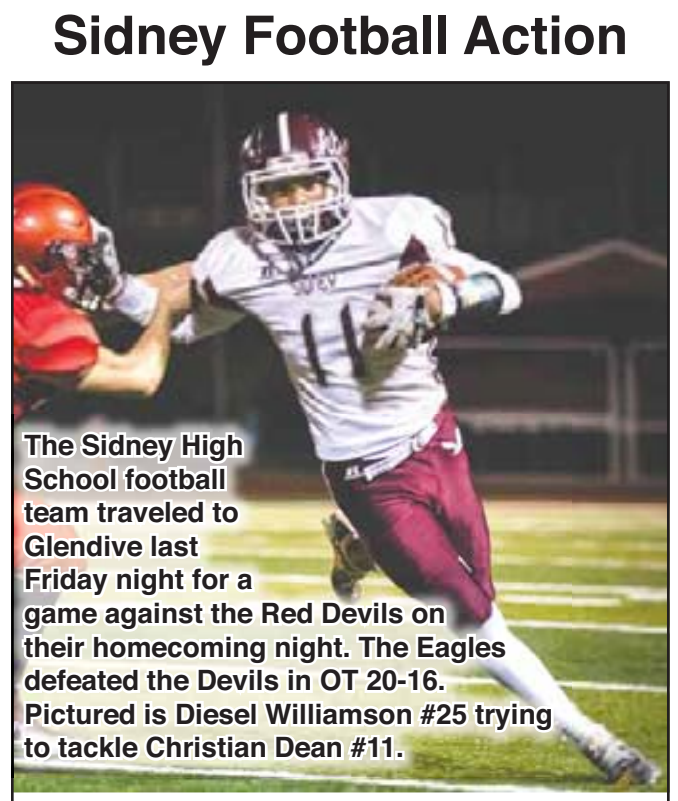 Sidney Football Action
11
The Sidney High
School football
team traveled to
Glendive last
Friday night for a
game against the Red Devils on
their homecoming night. The Eagles
defeated the Devils in OT 20-16.
Pictured is Diesel Williamson #25 trying
to tackle Christian Dean #11.